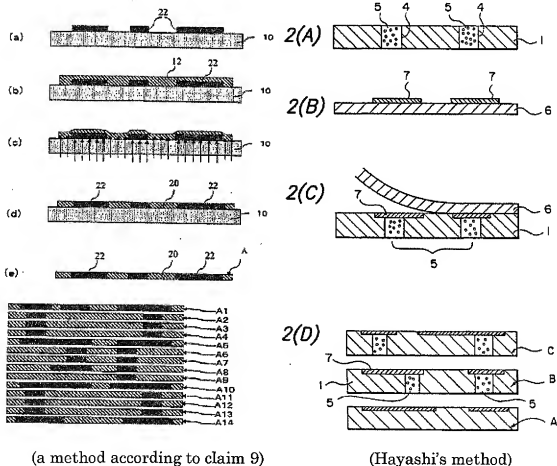 22
(a)
10
12
22
(b)
10
(c)
10
22
20
22
(d)
10
22
20
22
A
(e)
A1
A2
A3
A4
A5
A6
A7
A8
A9
A10
A11
A12
A13
A14
(a method according to claim 9)
5
4
5
4
2(A)
1
7
7
2(B)
6
2(C)
7
6
1
5
2(D)
C
7
1
B
5
5
A
(Hayashi's method)